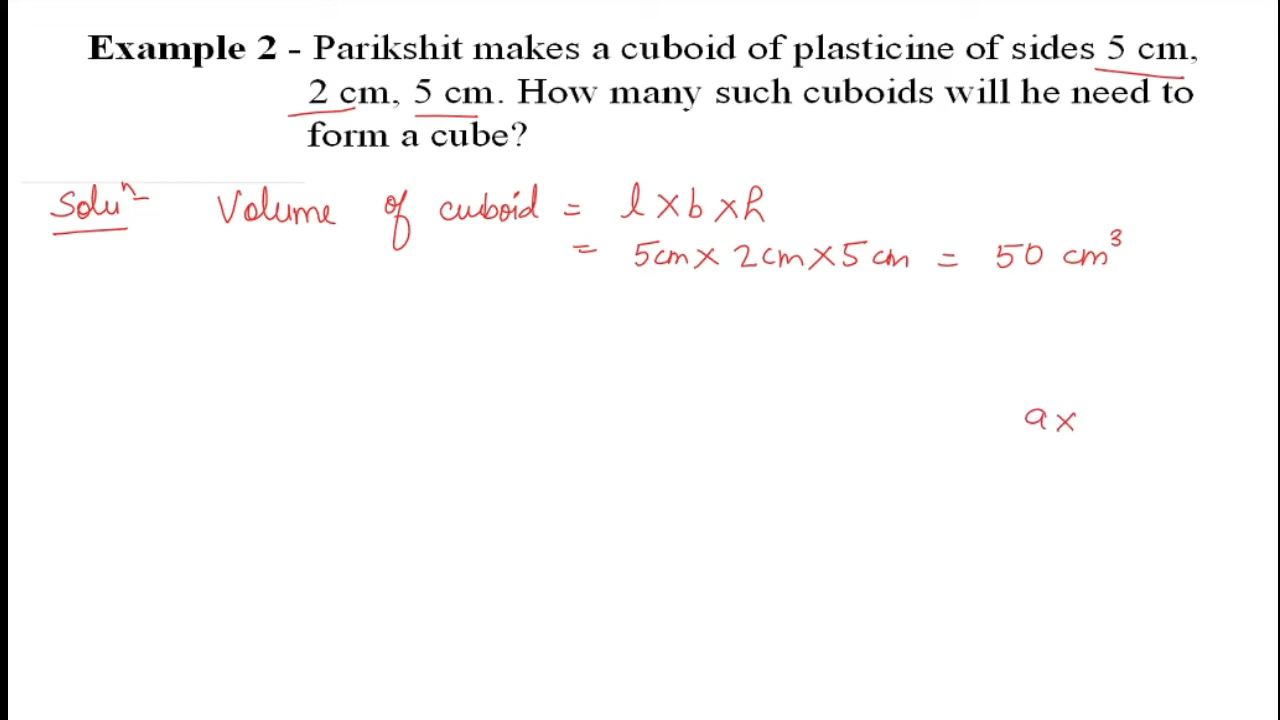 Example 2 - Parikshit makes a cuboid of plasticine of sides 5 cm,
2 cm, 5 cm. How many such cuboids will he need to
form a cube?
Soluⁿ Volume of cuboid = l × b × h
= 5cm × 2cm × 5cm = 50 cm³
a ×